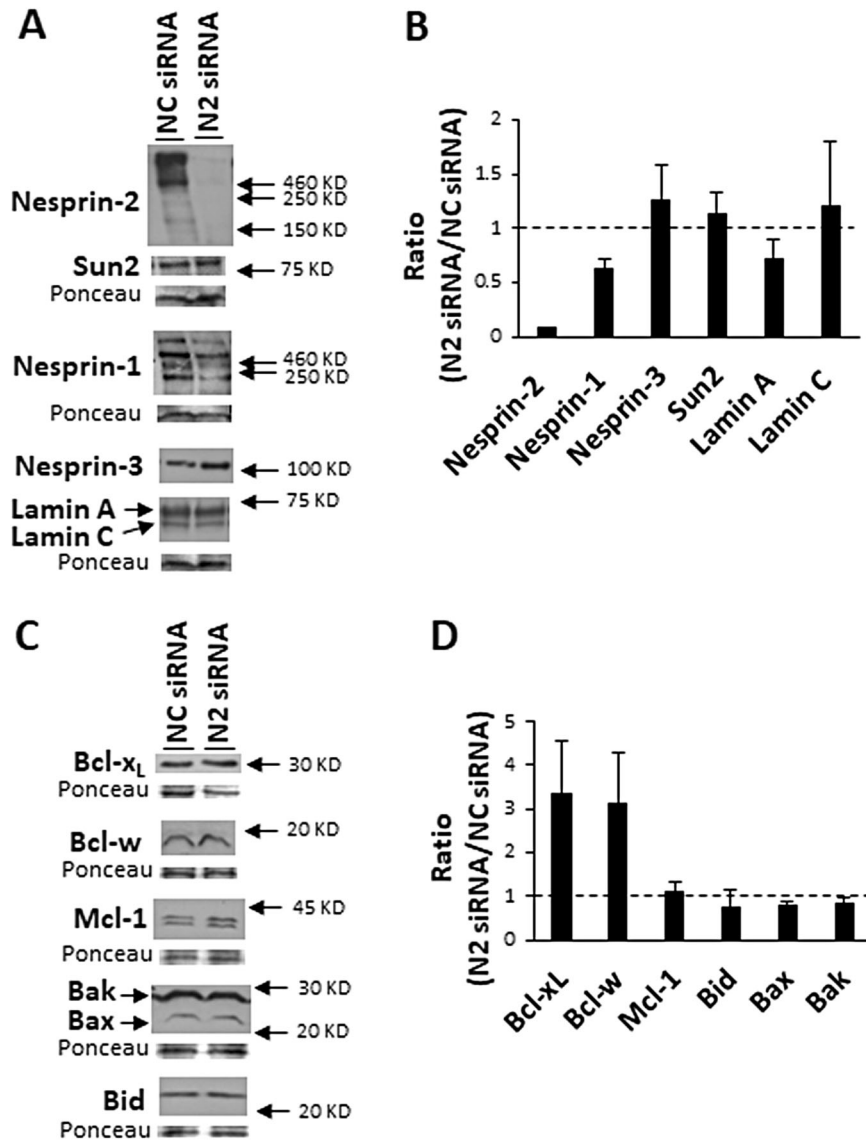 A
NC siRNA
N2 siRNA
Nesprin-2
460 KD
250 KD
150 KD
Sun2
75 KD
Ponceau
Nesprin-1
460 KD
250 KD
Ponceau
Nesprin-3
100 KD
75 KD
Lamin A
Lamin C
Ponceau
B
Ratio
(N2 siRNA/NC siRNA)
2
1.5
1
0.5
0
Nesprin-2
Nesprin-1
Nesprin-3
Sun2
Lamin A
Lamin C
C
NC siRNA
N2 siRNA
Bcl-xL
30 KD
Ponceau
20 KD
Bcl-w
Ponceau
45 KD
Mcl-1
Ponceau
30 KD
Bak
Bax
20 KD
Ponceau
Bid
20 KD
Ponceau
D
Ratio
(N2 siRNA/NC siRNA)
5
4
3
2
1
0
Bcl-xL
Bcl-w
Mcl-1
Bid
Bax
Bak